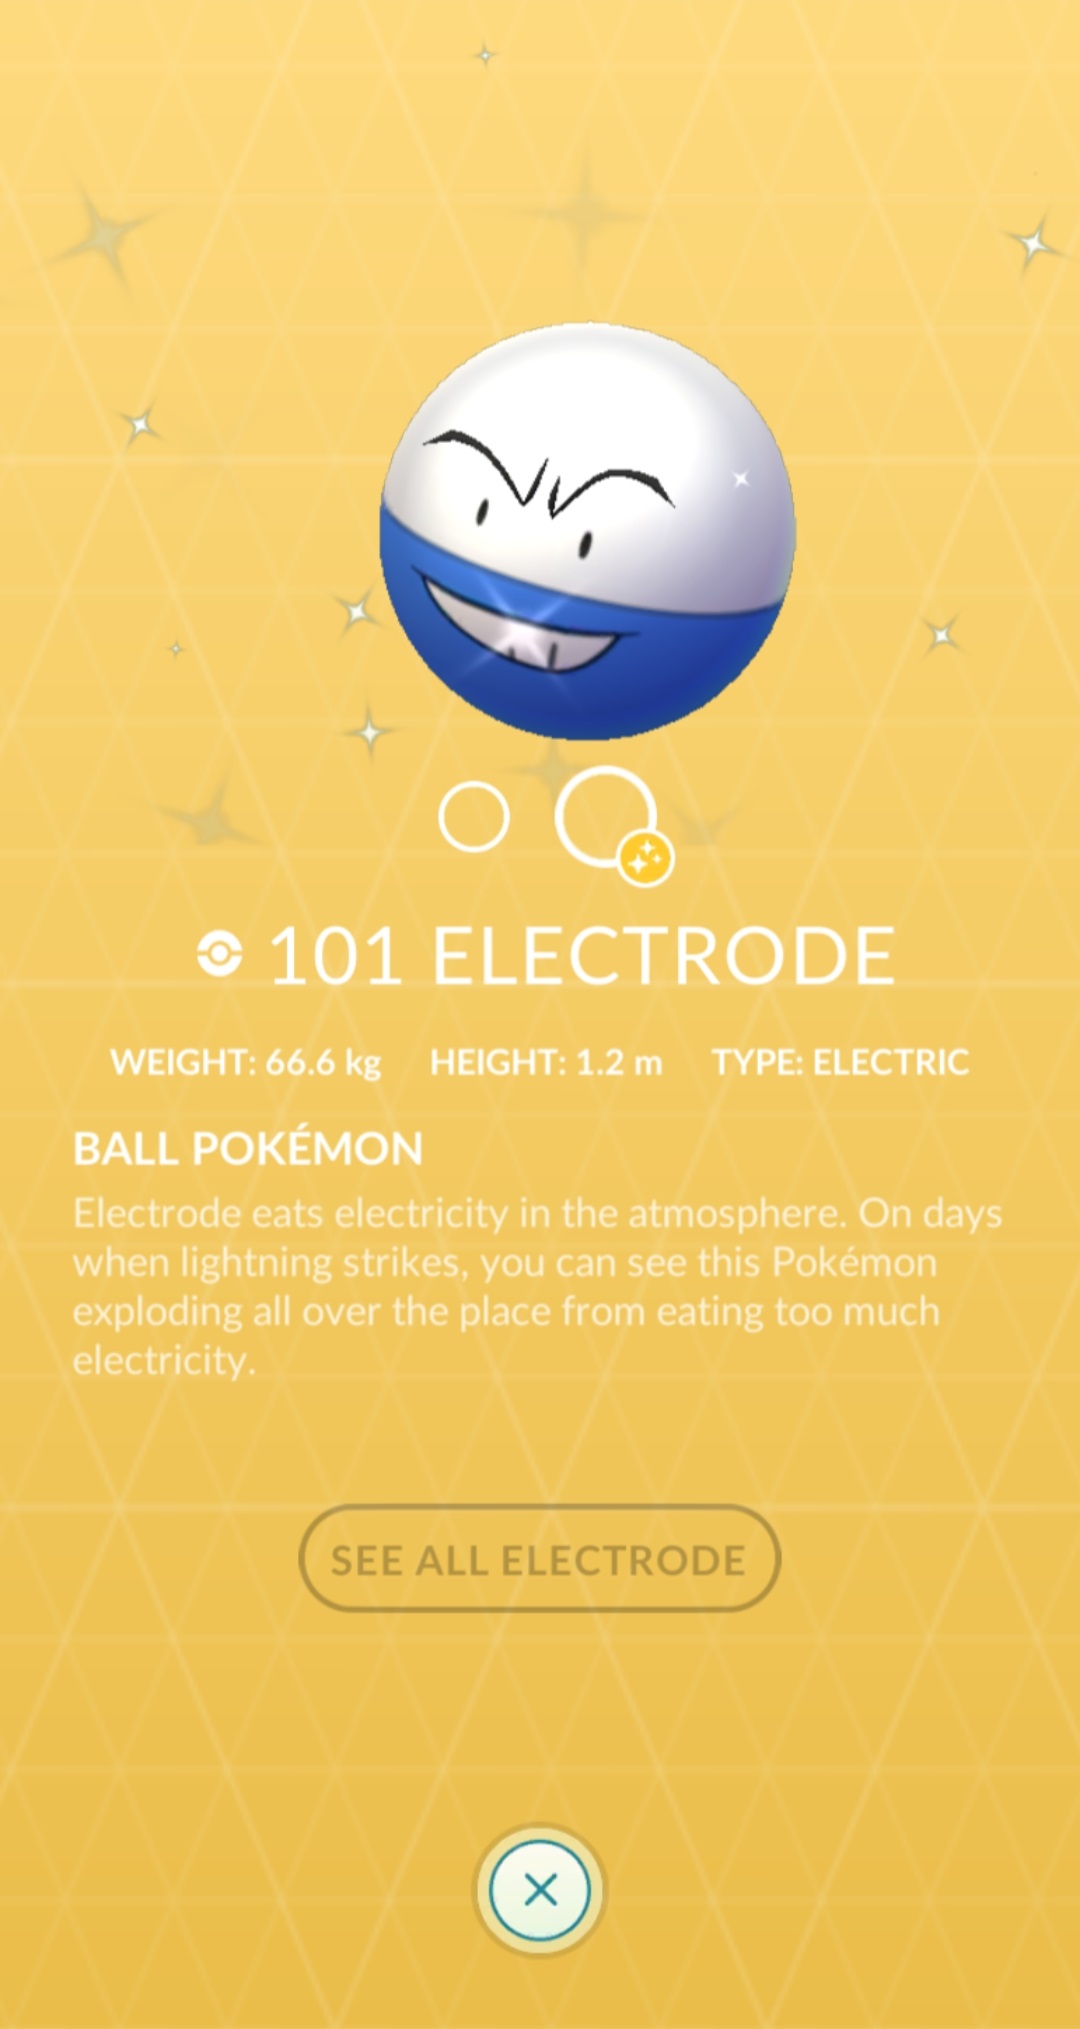 101 ELECTRODE
WEIGHT: 66.6 kg HEIGHT: 1.2 m TYPE: ELECTRIC
BALL POKÉMON
Electrode eats electricity in the atmosphere. On days
when lightning strikes, you can see this Pokémon
exploding all over the place from eating too much
electricity.
SEE ALL ELECTRODE